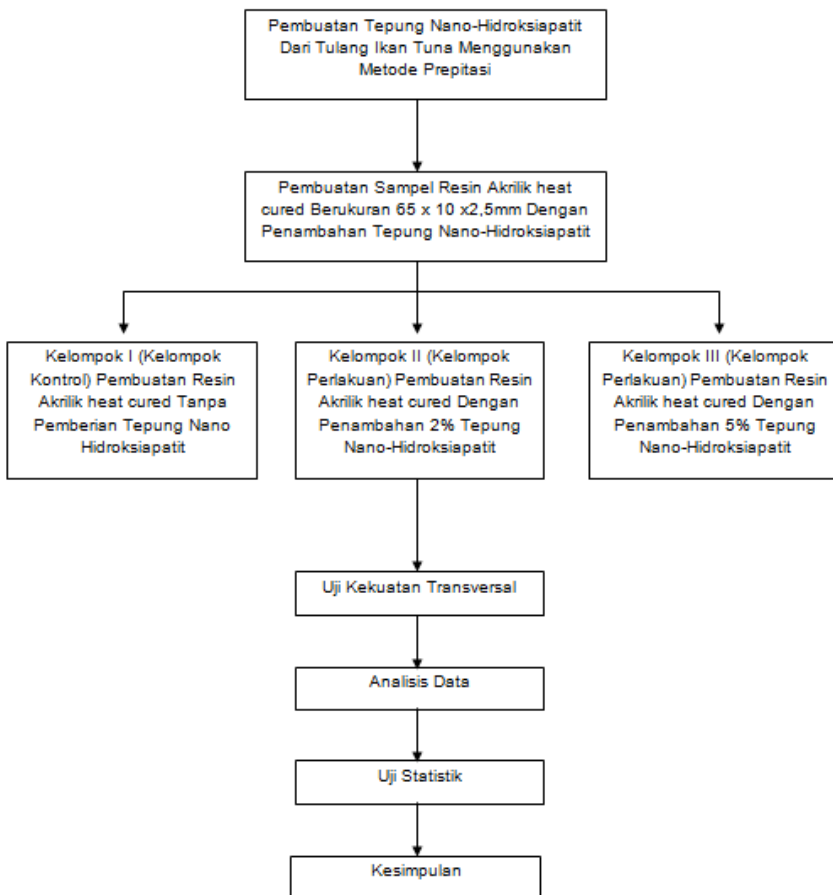 Pembuatan Tepung Nano-Hidroksiapatit
Dari Tulang Ikan Tuna Menggunakan
Metode Prepitasi
Pembuatan Sampel Resin Akrilik heat
cured Berukuran 65 x 10 x2,5mm Dengan
Penambahan Tepung Nano-Hidroksiapatit
Kelompok I (Kelompok
Kontrol) Pembuatan Resin
Akrilik heat cured Tanpa
Pemberian Tepung Nano
Hidroksiapatit
Kelompok II (Kelompok
Perlakuan) Pembuatan Resin
Akrilik heat cured Dengan
Penambahan 2% Tepung
Nano-Hidroksiapatit
Kelompok III (Kelompok
Perlakuan) Pembuatan Resin
Akrilik heat cured Dengan
Penambahan 5% Tepung
Nano-Hidroksiapatit
Uji Kekuatan Transversal
Analisis Data
Uji Statistik
Kesimpulan